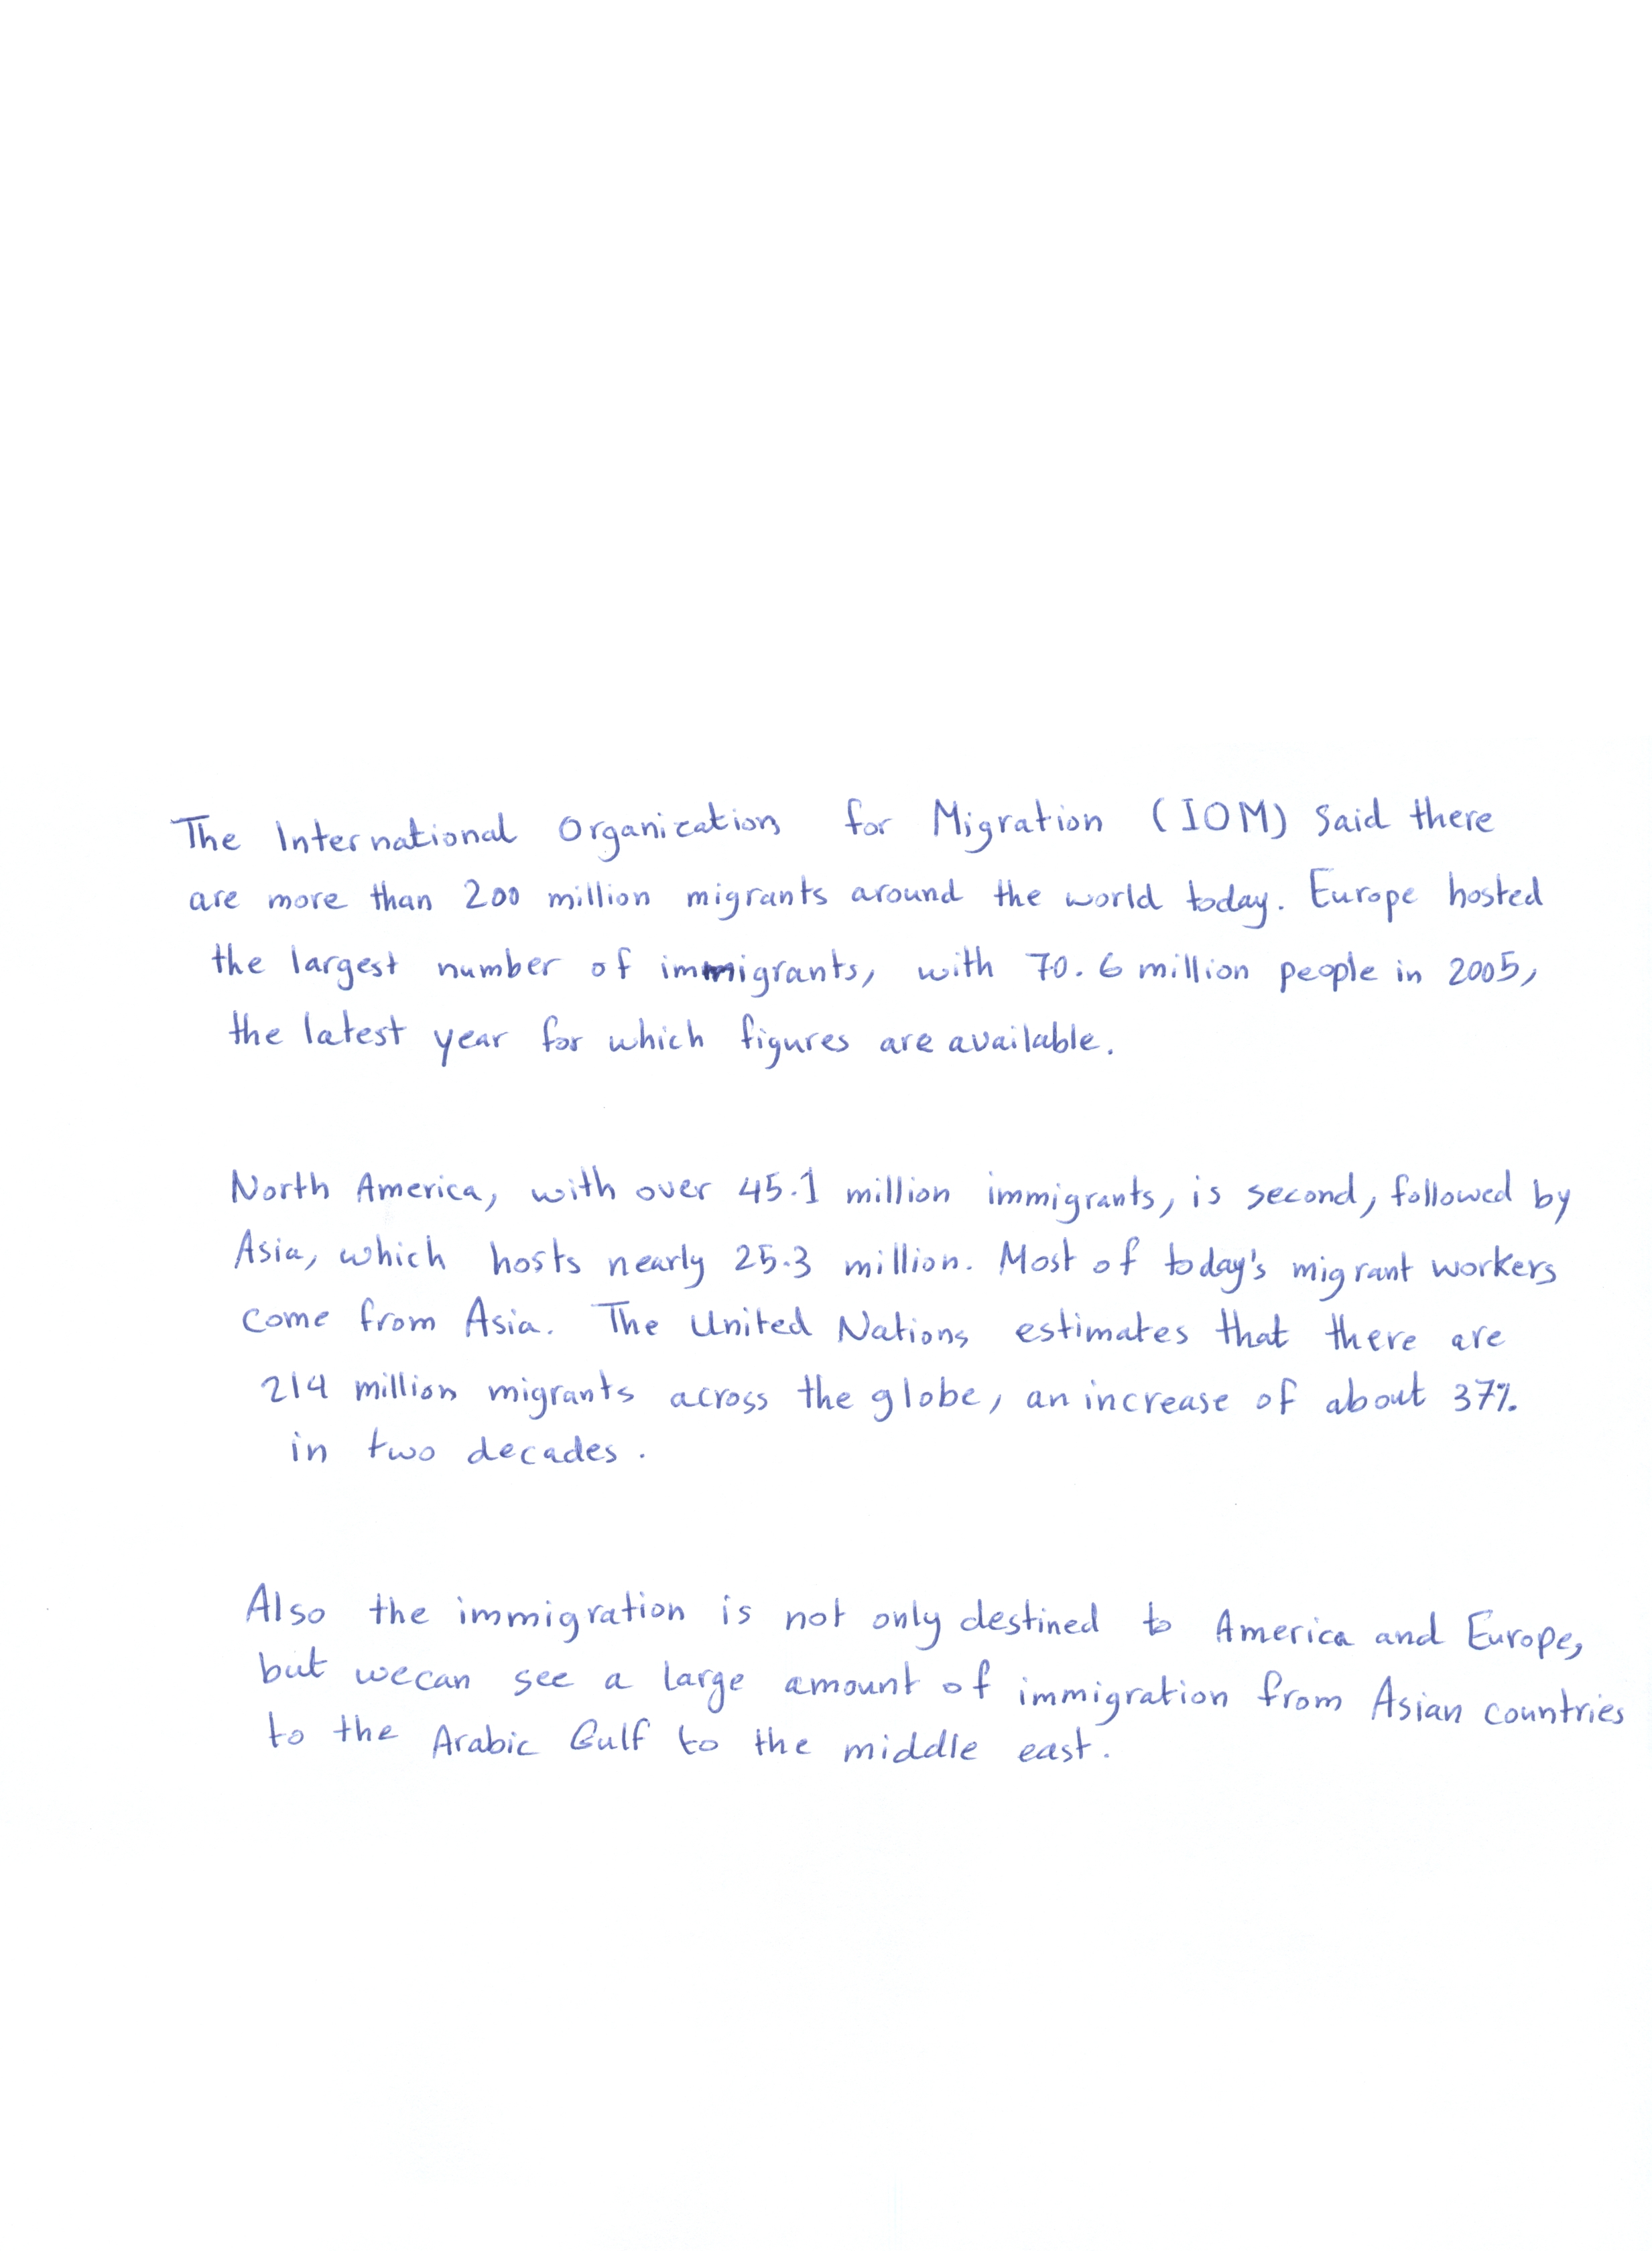 The International Organization for Migration (IOM) said there
are more than 200 million migrants around the world today. Europe hosted
the largest number of immigrants, with 70.6 million people in 2005,
the latest year for which figures are available.
North America, with over 45.1 million immigrants, is second, followed by
Asia, which hosts nearly 25.3 million. Most of today's migrant workers
come from Asia. The United Nations estimates that there are
214 million migrants across the globe, an increase of about 37%
in two decades.
Also the immigration is not only destined to America and Europe,
but we can see a large amount of immigration from Asian countries
to the Arabic Gulf to the middle east.